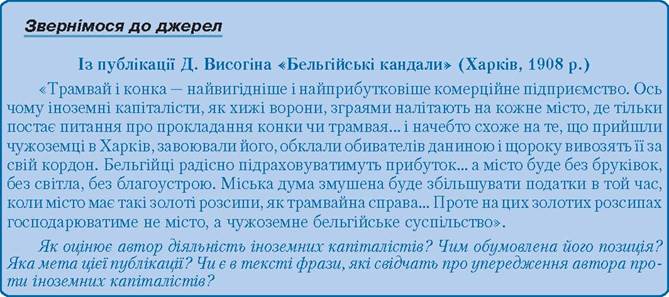 Звернімося до джерел
Із публікації Д. Висогіна «Бельгійські кандали» (Харків, 1908 р.)
«Трамвай і конка — найвигідніше і найприбутковіше комерційне підприємство. Ось
чому іноземні капіталісти, як хижі ворони, зграями налітають на кожне місто, де тільки
постає питання про прокладання конки чи трамвая... і начебто схоже на те, що прийшли
чужоземці в Харків, завоювали його, обклали обивателів даниною і щороку вивозять її за
свій кордон. Бельгійці радісно підраховуватимуть прибуток... а місто буде без бруківок,
без світла, без благоустрою. Міська дума змушена буде збільшувати податки в той час,
коли місто має такі золоті розсипи, як трамвайна справа... Проте на цих золотих розсипах
господарюватиме не місто, а чужоземне бельгійське суспільство».
Як оцінює автор діяльність іноземних капіталістів? Чим обумовлена його позиція?
Яка мета цієї публікації? Чи є в тексті фрази, які свідчать про упередження автора про-
ти іноземних капіталістів?